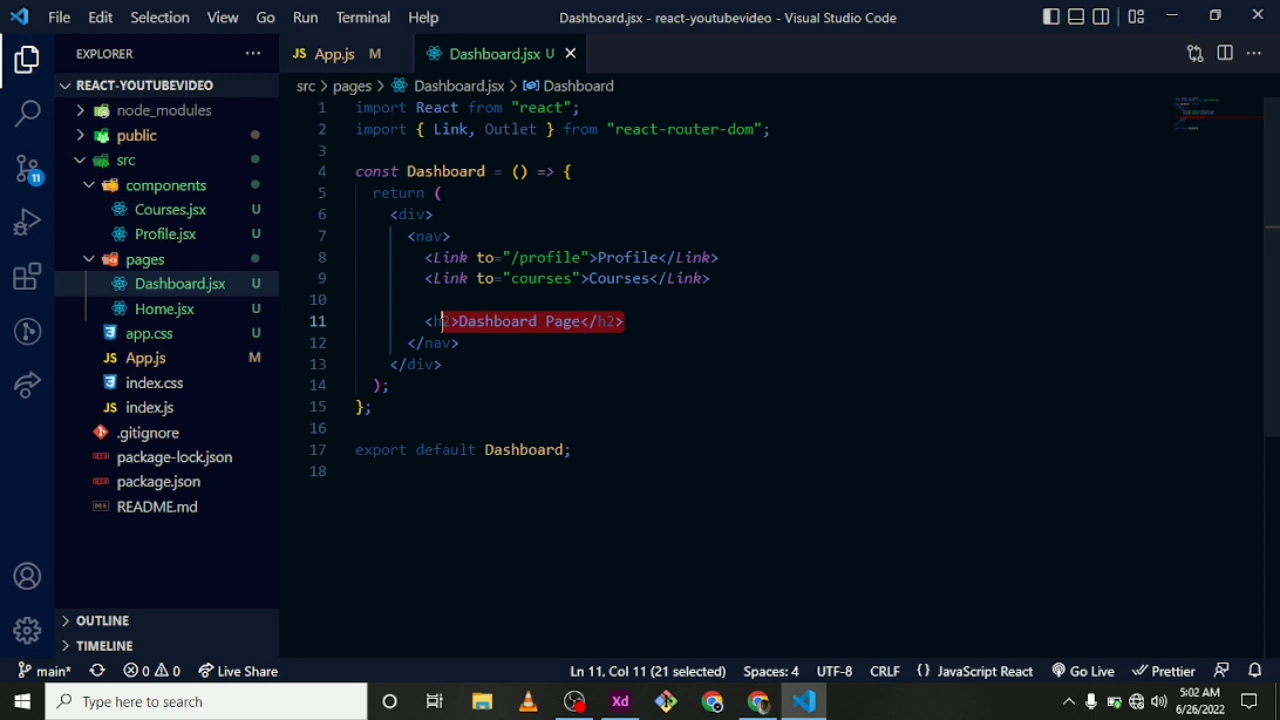 File Edit Selection View Go Run Terminal Help Dashboard.jsx - react-youtubevideo - Visual Studio Code
EXPLORER
JS App.js M Dashboard.jsx U
REACT-YOUTUBEVIDEO
src > pages > Dashboard.jsx > Dashboard
node_modules
public
src
components
Courses.jsx U
Profile.jsx U
pages
Dashboard.jsx U
Home.jsx U
app.css U
JS App.js M
index.css
JS index.js
.gitignore
package-lock.json
package.json
README.md
OUTLINE
TIMELINE
11
1 import React from "react";
2 import { Link, Outlet } from "react-router-dom";
3
4 const Dashboard = () => {
5 return (
6 <div>
7 <nav>
8 <Link to="/profile">Profile</Link>
9 <Link to="courses">Courses</Link>
10
11 <h2>Dashboard Page</h2>
12 </nav>
13 </div>
14 );
15 };
16
17 export default Dashboard;
18
main* 0 0 Live Share Ln 11, Col 11 (21 selected) Spaces: 4 UTF-8 CRLF {} JavaScript React Go Live Prettier
Type here to search
Xd
5:02 AM
6/26/2022